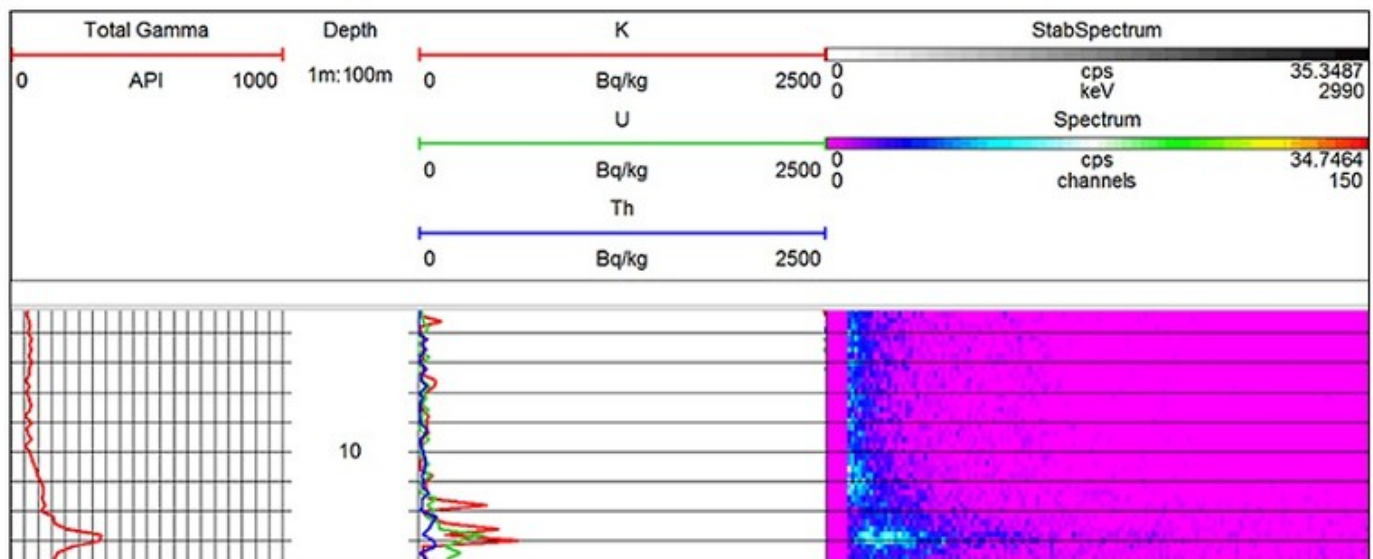 Total Gamma Depth K StabSpectrum
0 API 1000 1m:100m 0 Bq/kg 2500 0 cps 35.3487
0 keV 2990
U Spectrum
0 Bq/kg 2500 0 cps 34.7464
0 channels 150
Th
0 Bq/kg 2500
10